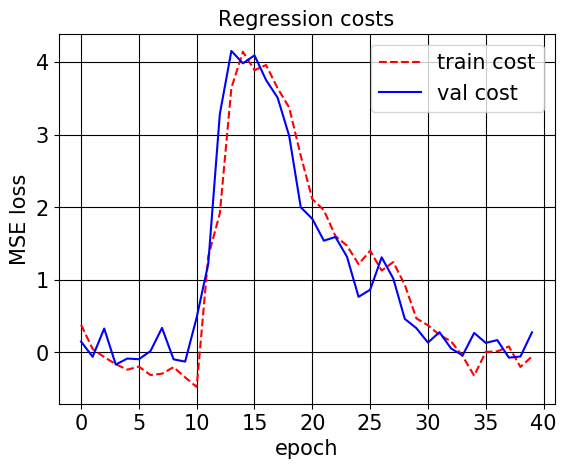 Regression costs
train cost
val cost
MSE loss
4
3
2
1
0
0 5 10 15 20 25 30 35 40
epoch